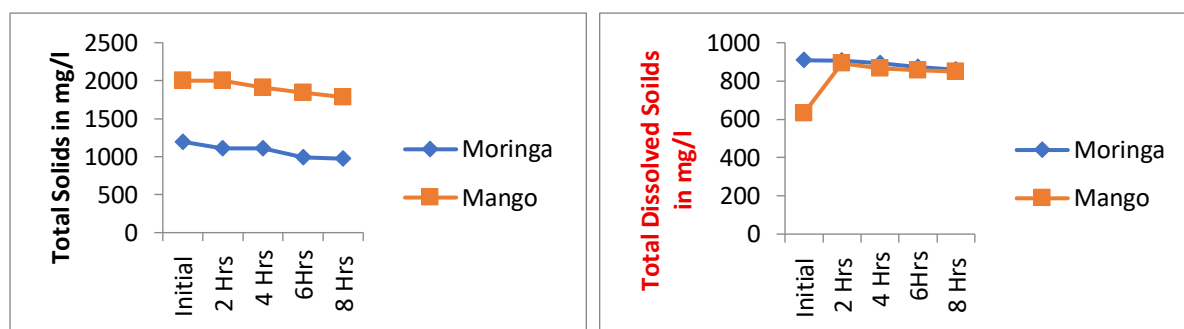 Total Solids in mg/l
2500
2000
1500
1000
500
0
Initial
2 Hrs
4 Hrs
6Hrs
8 Hrs
Moringa
Mango
Total Dissolved Soilds
in mg/l
1000
800
600
400
200
0
Initial
2 Hrs
4 Hrs
6Hrs
8 Hrs
Moringa
Mango